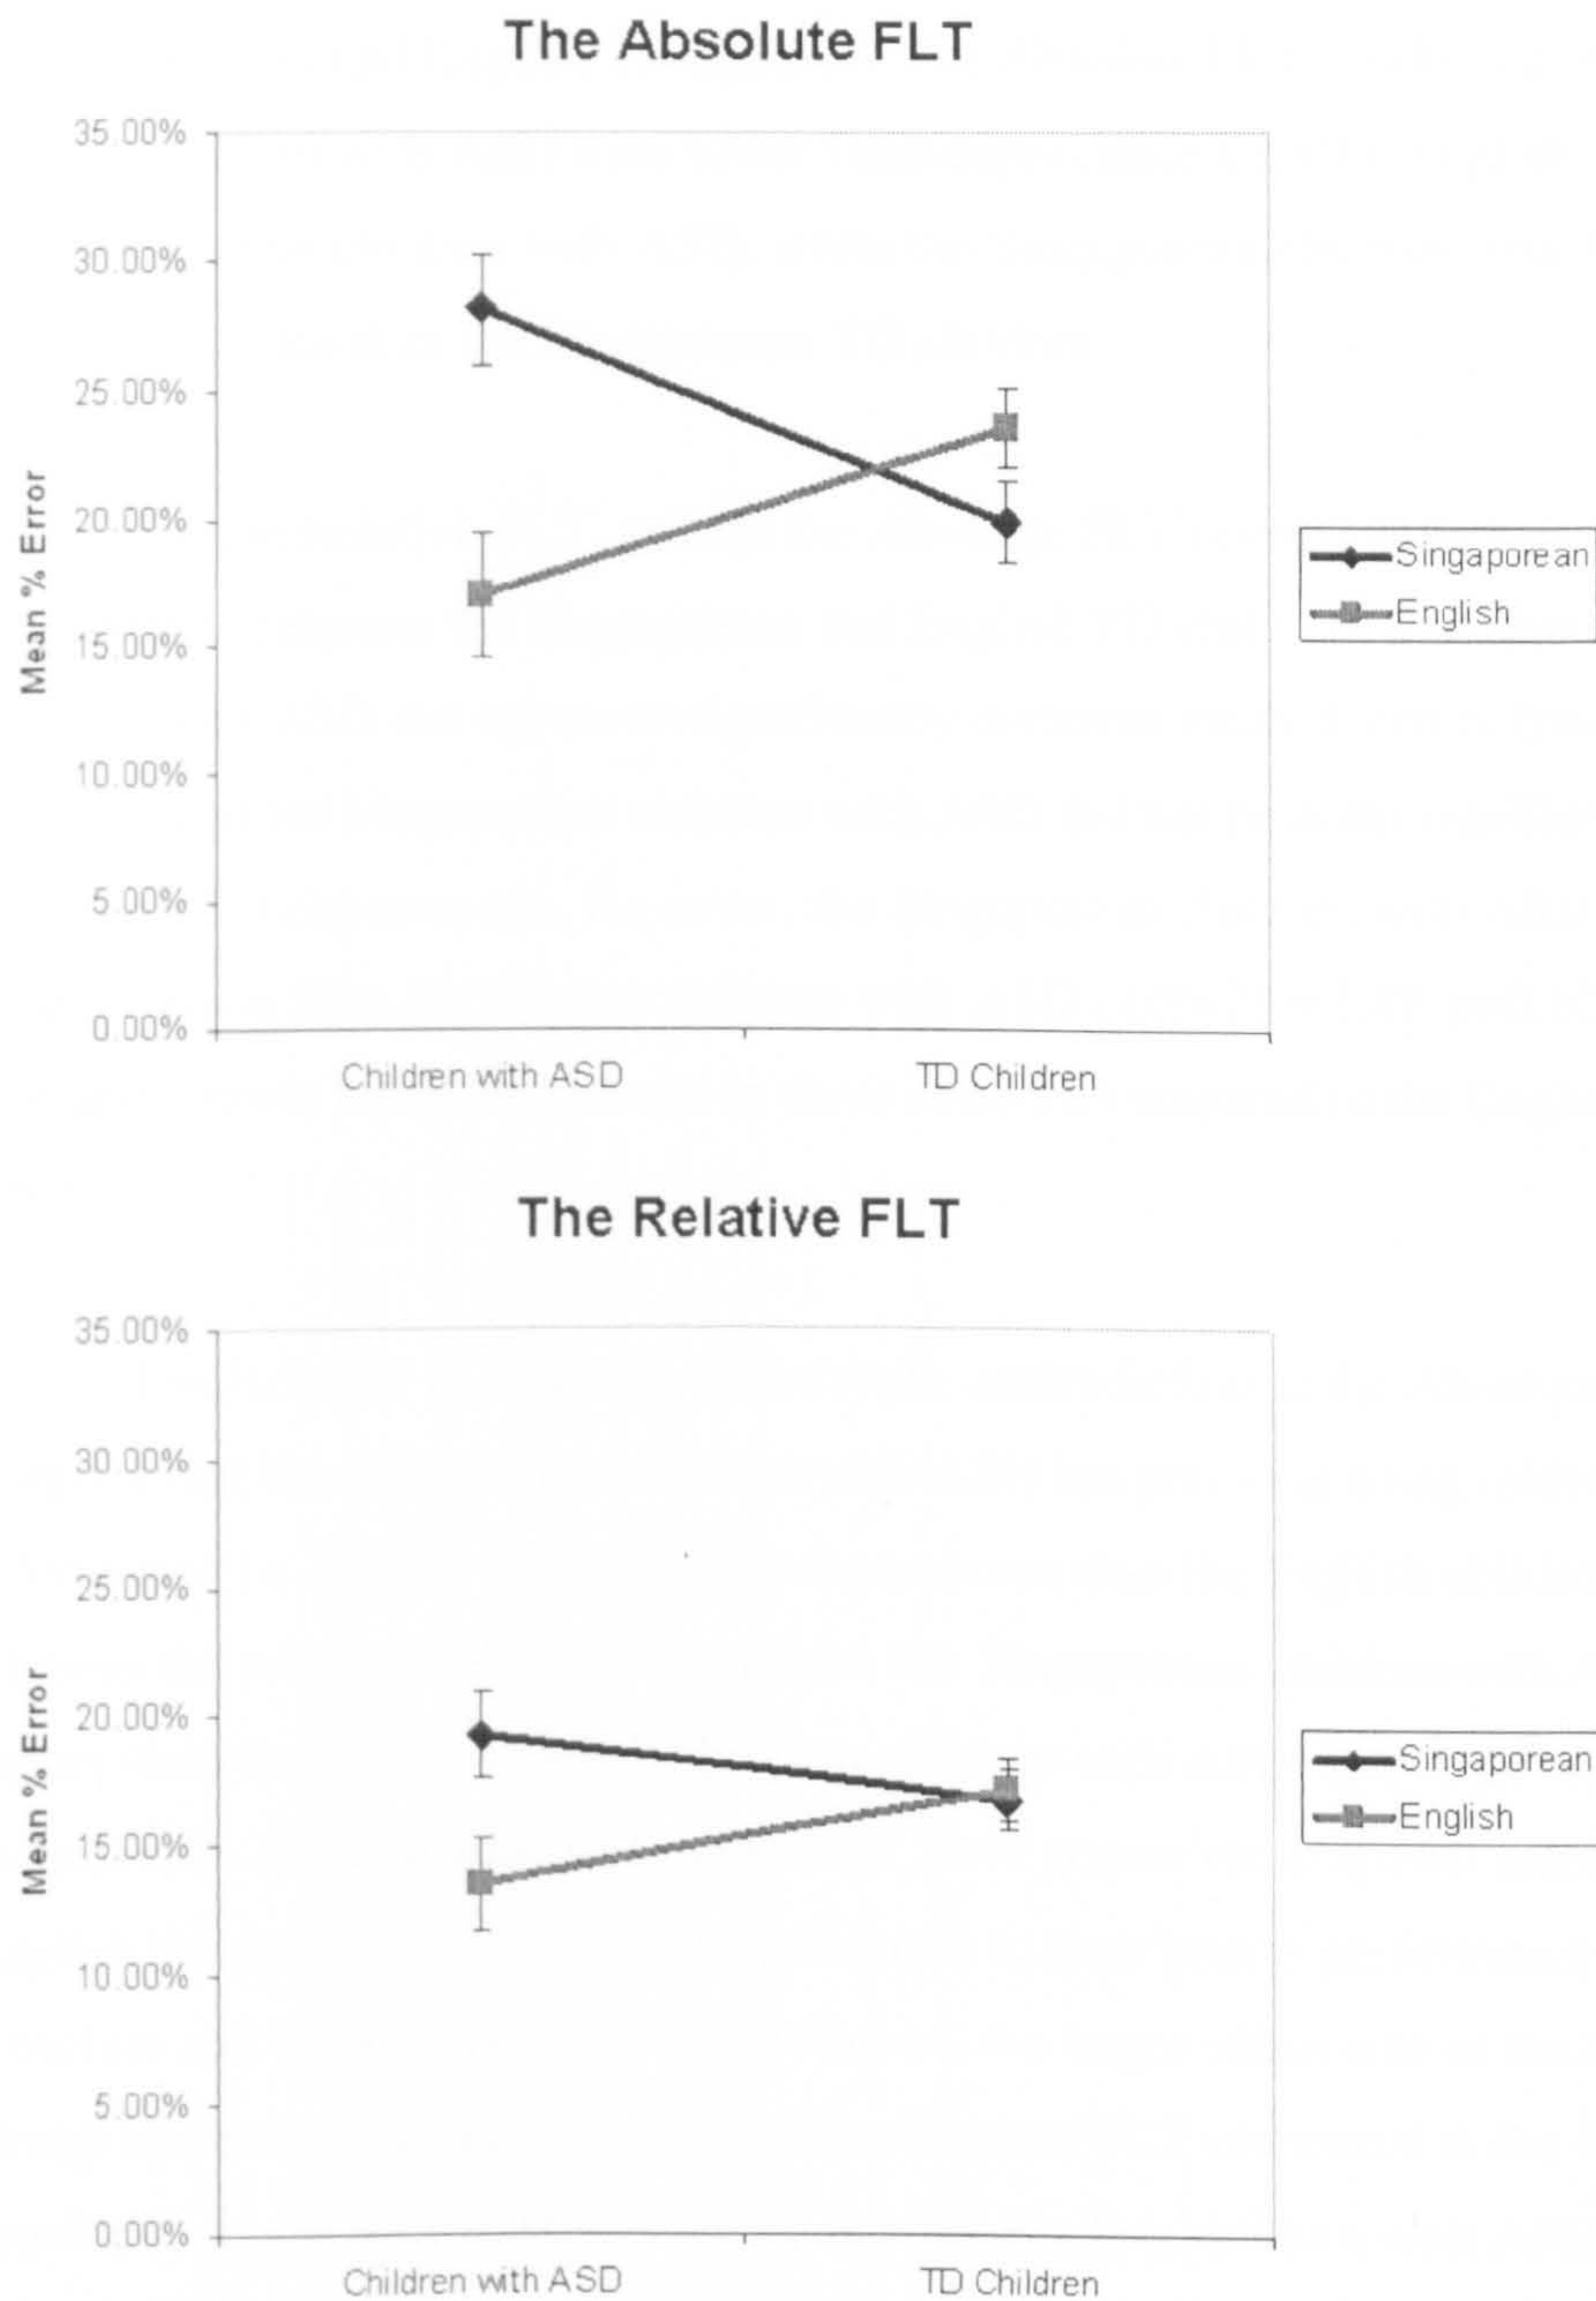 The Absolute FLT
35.00%
30.00%
25.00%
20.00%
15.00%
10.00%
5.00%
0.00%
Mean % Error
Children with ASD
TD Children
Singaporean
English
The Relative FLT
35.00%
30.00%
25.00%
20.00%
15.00%
10.00%
5.00%
0.00%
Mean % Error
Children with ASD
TD Children
Singaporean
English